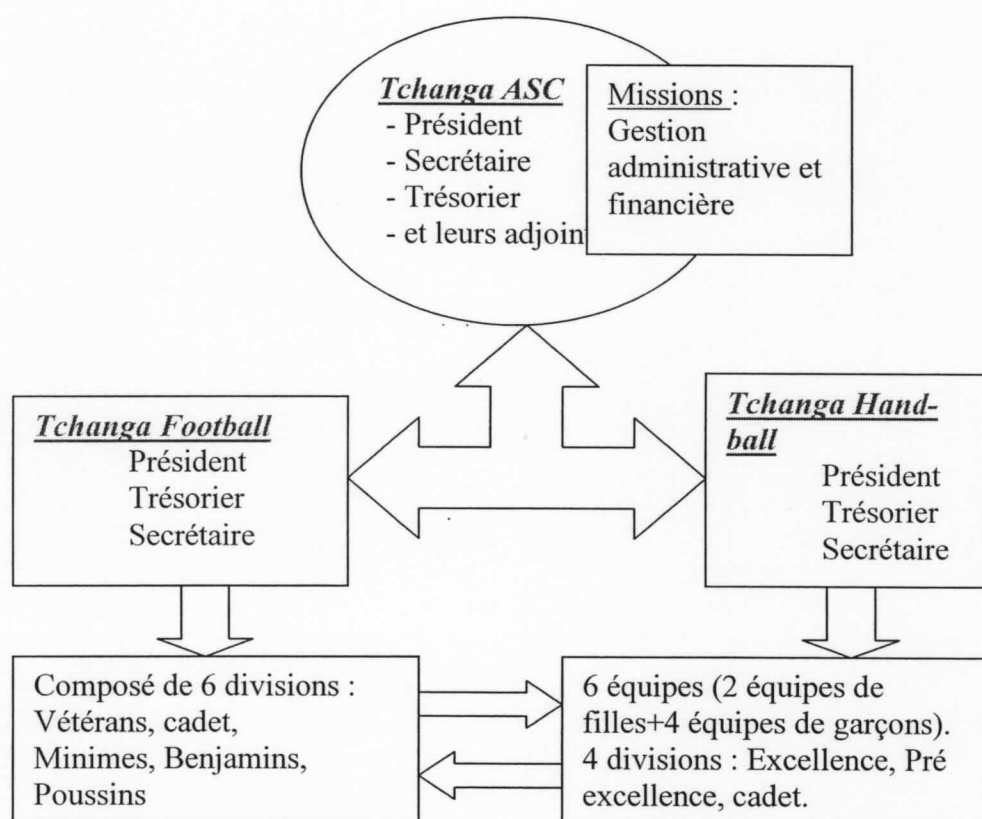 Tchanga ASC
- Président
- Secrétaire
- Trésorier
- et leurs adjoin
Missions :
Gestion
administrative et
financière
Tchanga Football
Président
Trésorier
Secrétaire
Tchanga Hand-
ball
Président
Trésorier
Secrétaire
Composé de 6 divisions :
Vétérans, cadet,
Minimes, Benjamins,
Poussins
6 équipes (2 équipes de
filles+4 équipes de garçons).
4 divisions : Excellence, Pré
excellence, cadet.